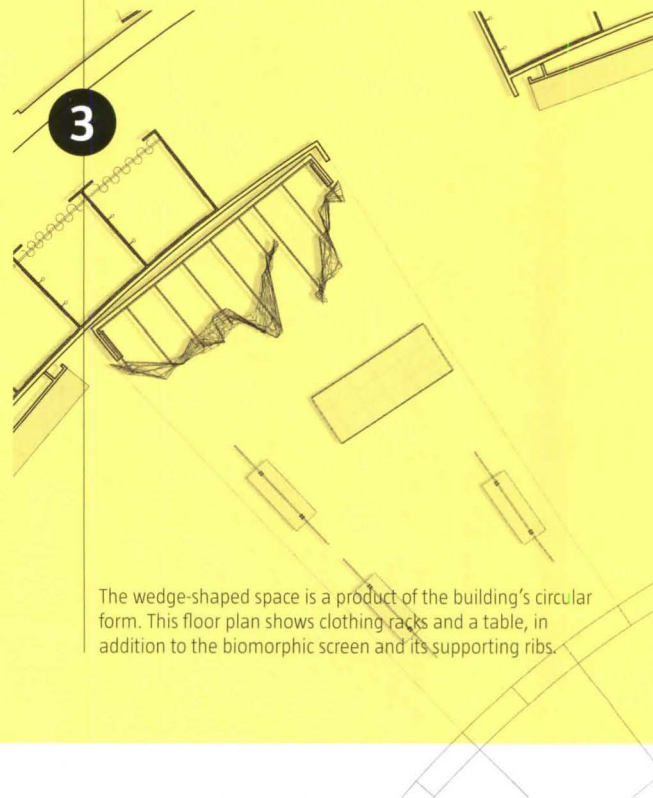 3
The wedge-shaped space is a product of the building's circular
form. This floor plan shows clothing racks and a table, in
addition to the biomorphic screen and its supporting ribs.